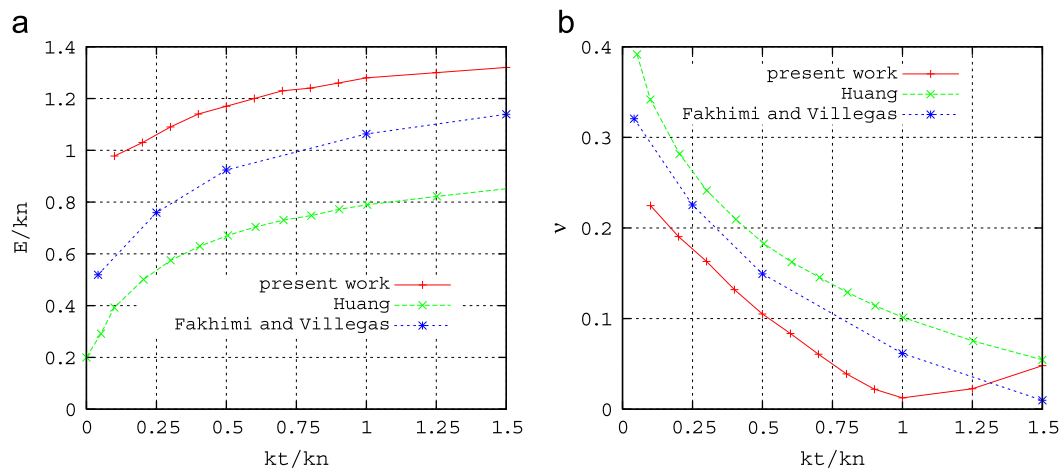 a
1.4
1.2
1
0.8
0.6
0.4
0.2
0
E/kn
present work
Huang
Fakhimi and Villegas
0 0.25 0.5 0.75 1 1.25 1.5
kt/kn
b
0.4
0.3
0.2
0.1
0
ν
present work
Huang
Fakhimi and Villegas
0 0.25 0.5 0.75 1 1.25 1.5
kt/kn